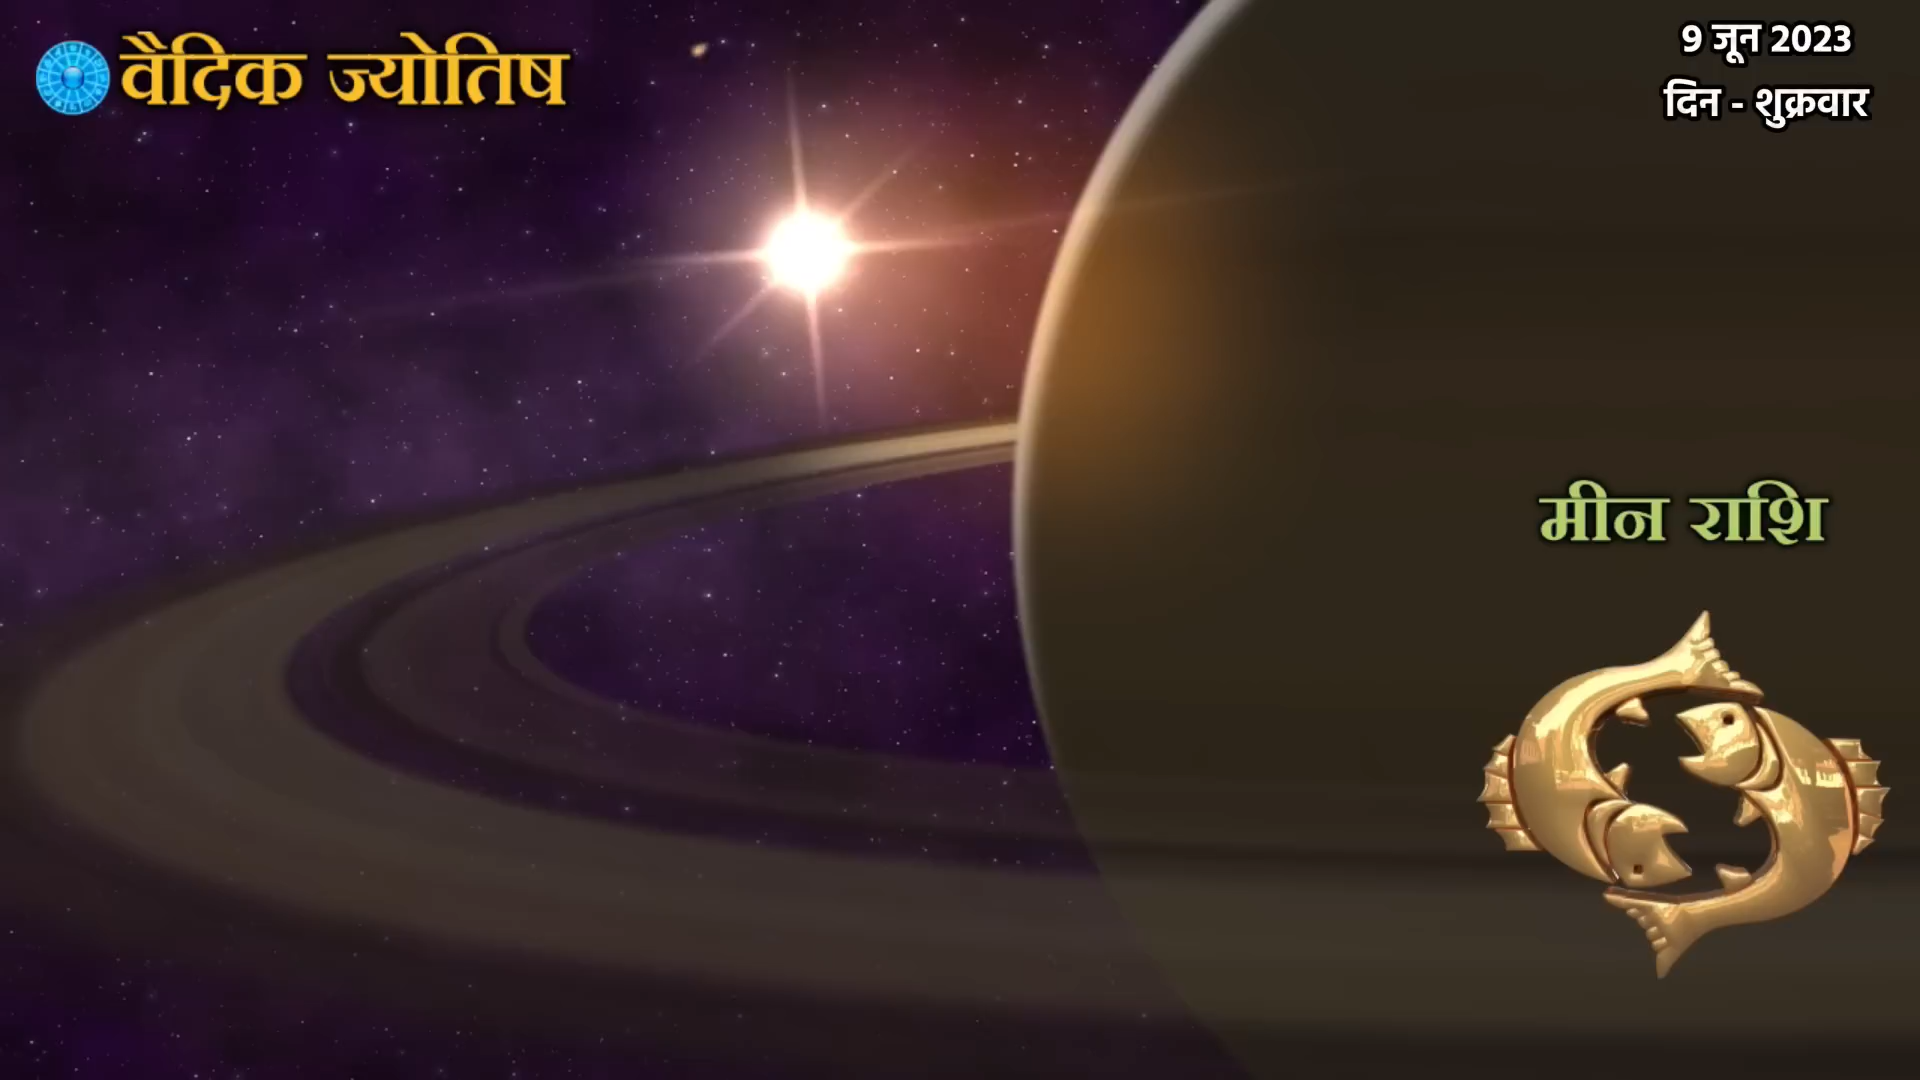 वैदिक ज्योतिष
9 जून 2023
दिन - शुक्रवार
मीन राशि